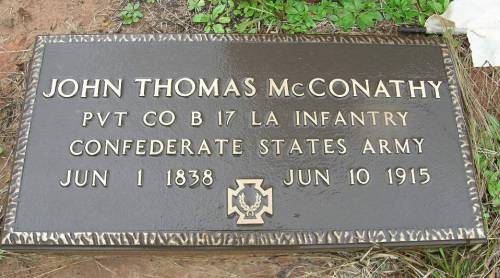 JOHN THOMAS McCONATHY
PVT CO B 17 LA INFANTRY
CONFEDERATE STATES ARMY
JUN 1 1838 JUN 10 1915